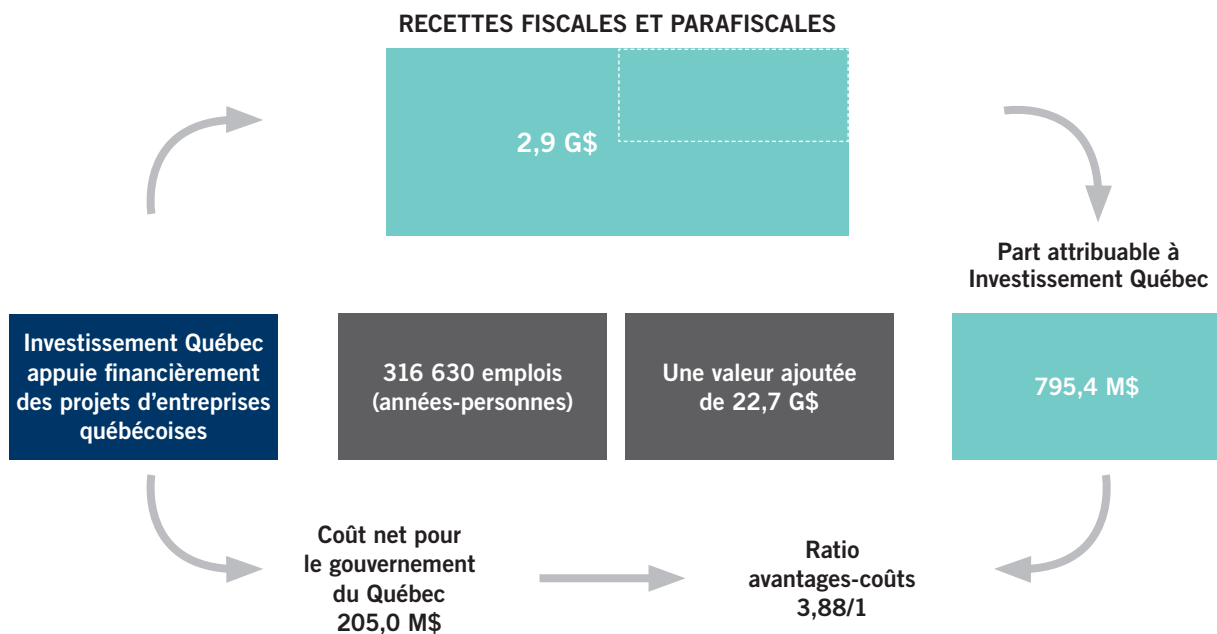 RECETTES FISCALES ET PARAFISCALES
2,9 G$
Part attribuable à
Investissement Québec
Investissement Québec
appuie financièrement
des projets d'entreprises
québécoises
316 630 emplois
(années-personnes)
Une valeur ajoutée
de 22,7 G$
795,4 M$
Coût net pour
le gouvernement
du Québec
205,0 M$
Ratio
avantages-coûts
3,88/1